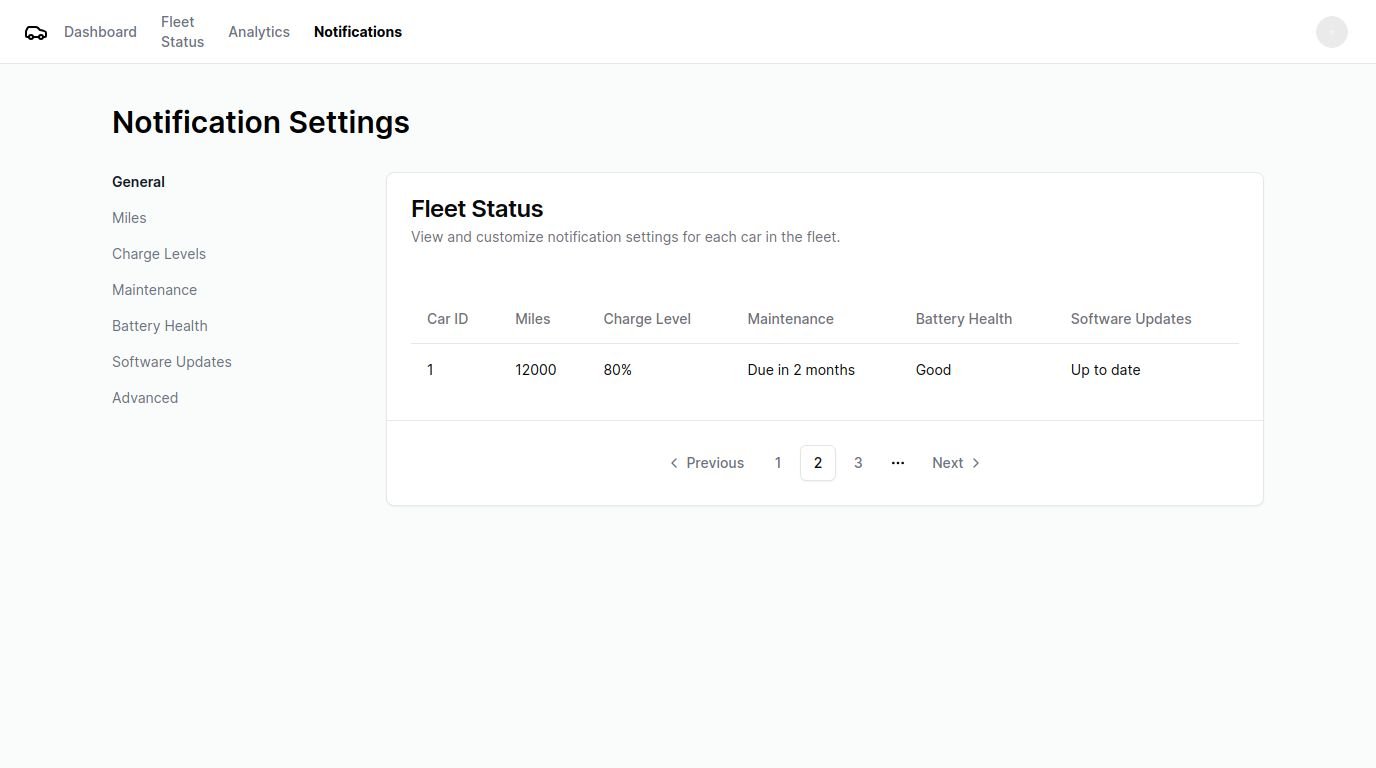 Dashboard
Fleet
Status
Analytics
Notifications
Notification Settings
General
Miles
Charge Levels
Maintenance
Battery Health
Software Updates
Advanced
Fleet Status
View and customize notification settings for each car in the fleet.
Car ID Miles Charge Level Maintenance Battery Health Software Updates
1 12000 80% Due in 2 months Good Up to date
Previous 1 2 3 ... Next